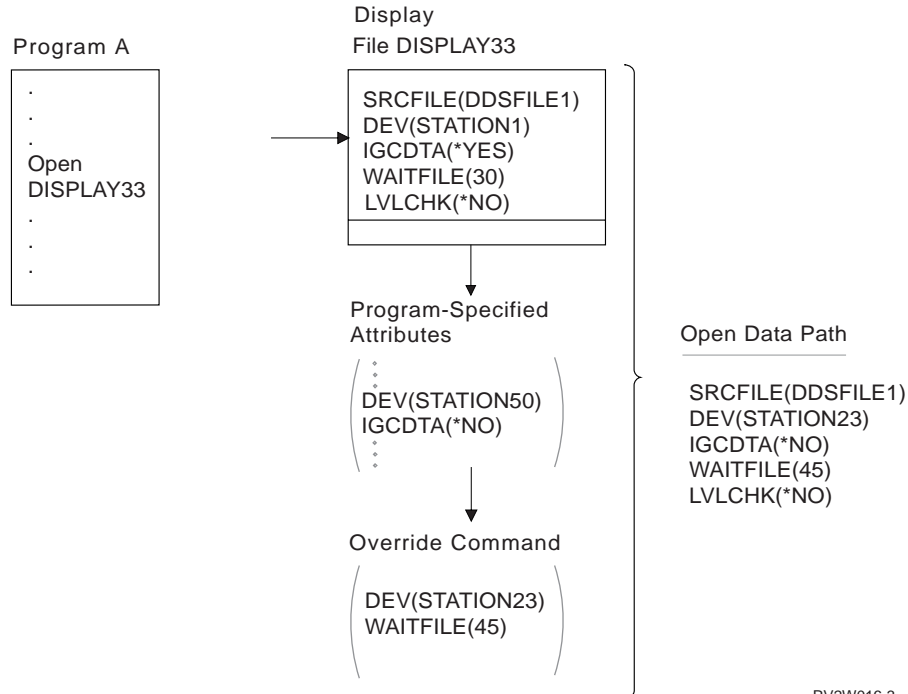 Program A
.
.
.
Open
DISPLAY33
.
.
.
Display
File DISPLAY33
SRCFILE(DDSFILE1)
DEV(STATION1)
IGCDTA(*YES)
WAITFILE(30)
LVLCHK(*NO)
Program-Specified
Attributes
DEV(STATION50)
IGCDTA(*NO)
Override Command
DEV(STATION23)
WAITFILE(45)
Open Data Path
SRCFILE(DDSFILE1)
DEV(STATION23)
IGCDTA(*NO)
WAITFILE(45)
LVLCHK(*NO)